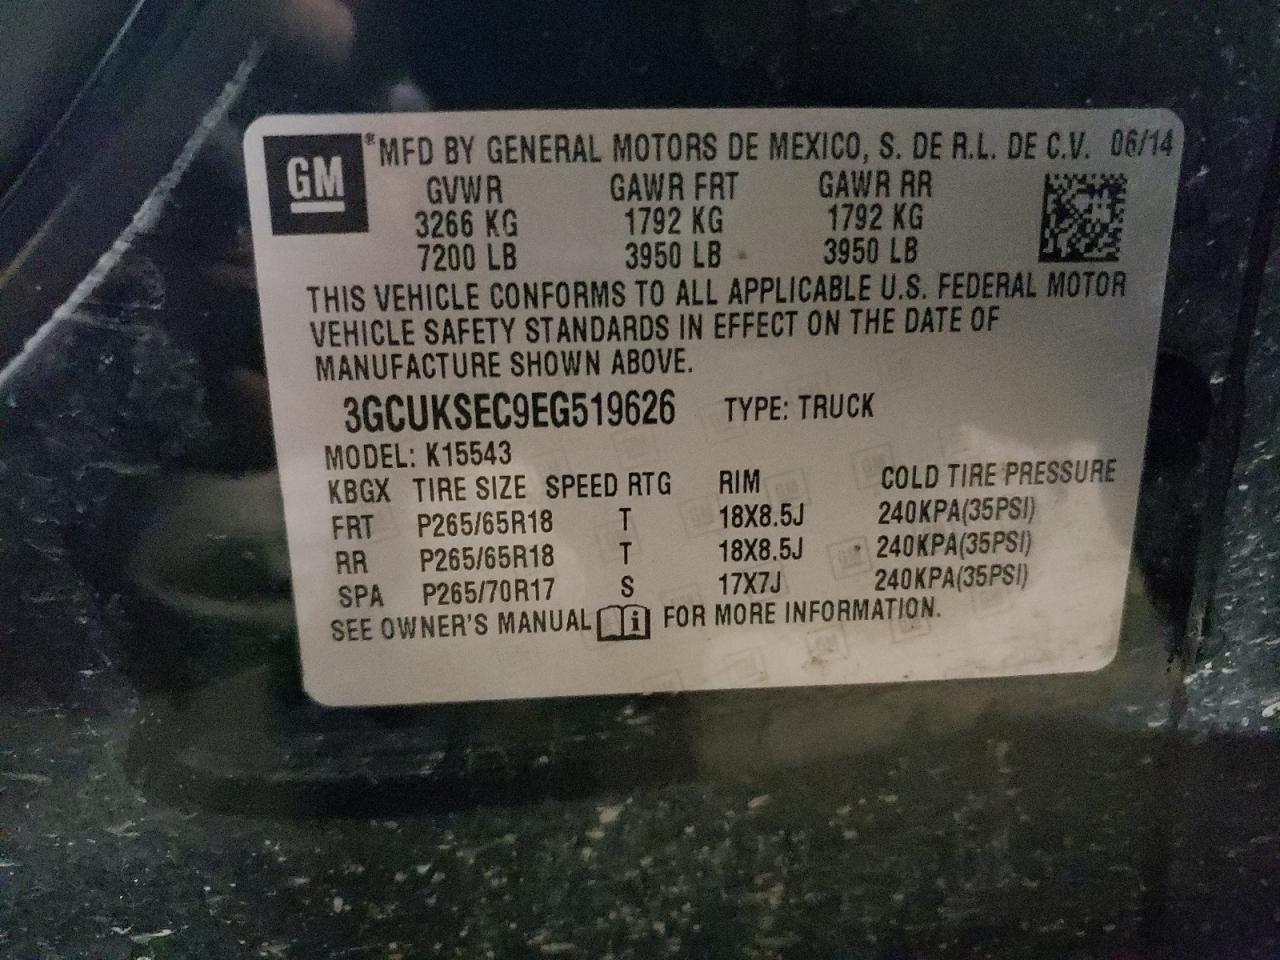 GM
®MFD BY GENERAL MOTORS DE MEXICO, S. DE R.L. DE C.V. 06/14
GVWR GAWR FRT GAWR RR
3266 KG 1792 KG 1792 KG
7200 LB 3950 LB 3950 LB
THIS VEHICLE CONFORMS TO ALL APPLICABLE U.S. FEDERAL MOTOR
VEHICLE SAFETY STANDARDS IN EFFECT ON THE DATE OF
MANUFACTURE SHOWN ABOVE.
3GCUKSEC9EG519626 TYPE: TRUCK
MODEL: K15543
KBGX TIRE SIZE SPEED RTG RIM COLD TIRE PRESSURE
FRT P265/65R18 T 18X8.5J 240KPA(35PSI)
RR P265/65R18 T 18X8.5J 240KPA(35PSI)
SPA P265/70R17 S 17X7J 240KPA(35PSI)
SEE OWNER'S MANUAL i FOR MORE INFORMATION.